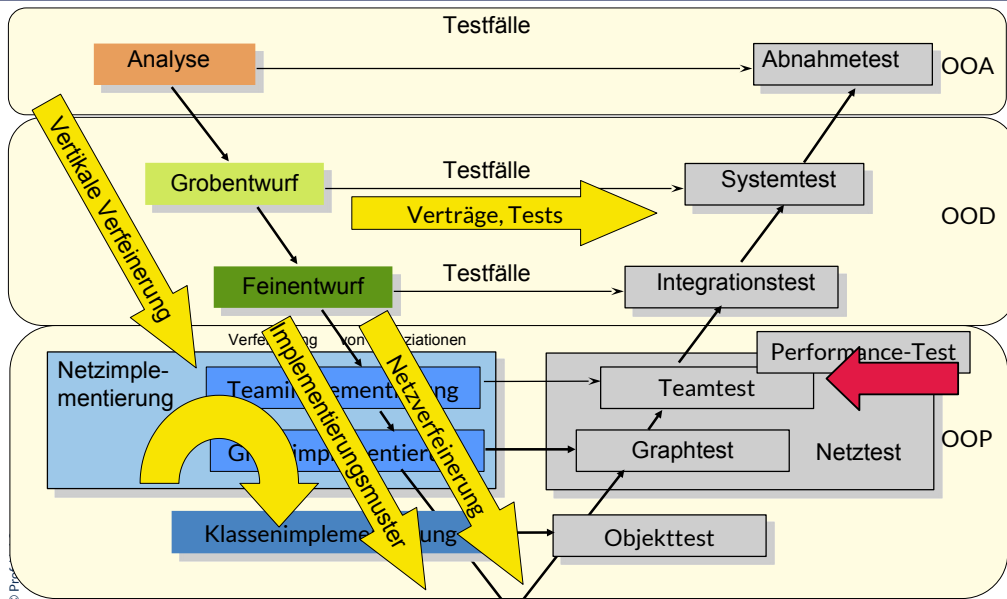 Testfälle
Analyse
Abnahmetest
OOA
Vertikale Verfeinerung
Grobentwurf
Testfälle
Systemtest
Verträge, Tests
OOD
Feinentwurf
Testfälle
Integrationstest
von
Implementierungsmuster
Netzverfeinerung
Netzimple-
mentierung
Performance-Test
Teamtest
OOP
Graphtest
Netztest
Objekttest
©